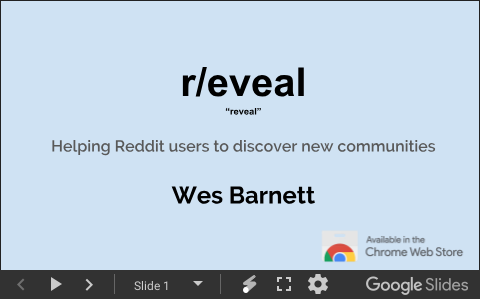 r/eveal
“reveal”
Helping Reddit users to discover new communities
Wes Barnett
Available in the
Chrome Web Store
Slide 1
Google Slides